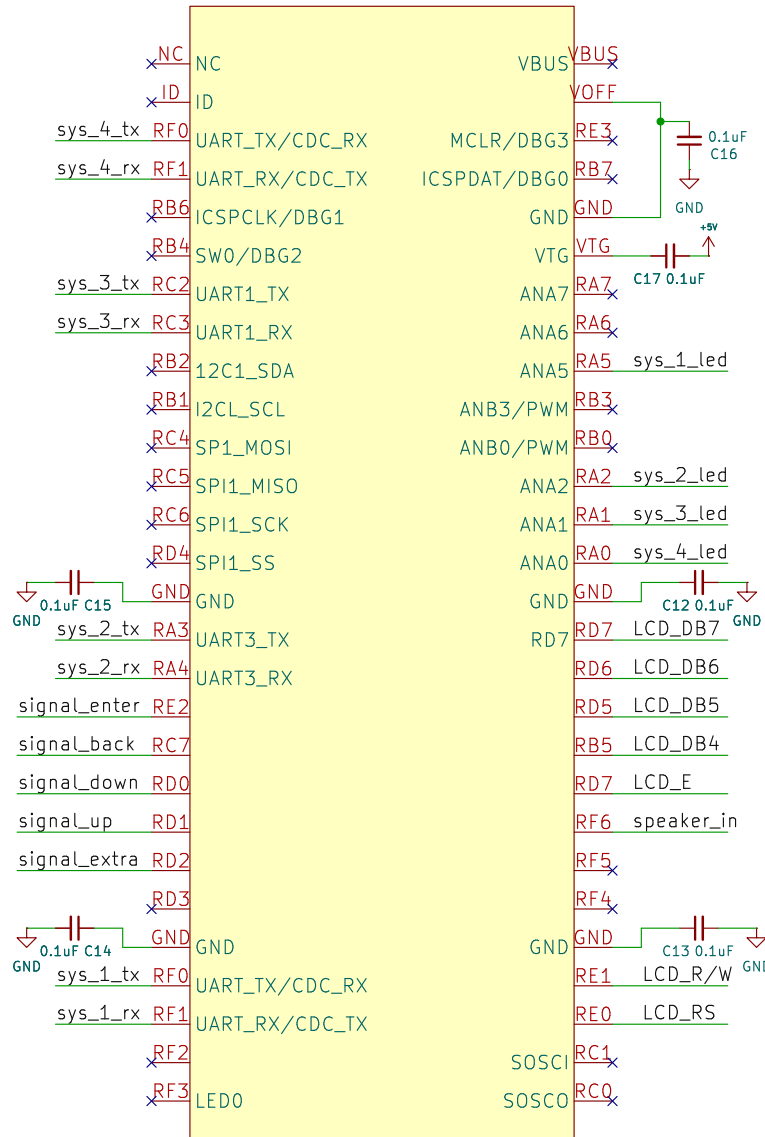 NC NC VBUS VBUS
ID ID VOFF
sys_4_tx RF0 UART_TX/CDC_RX MCLR/DBG3 RE3 0.1uF
C16
sys_4_rx RF1 UART_RX/CDC_TX ICSPDAT/DBG0 RB7
RB6 ICSPCLK/DBG1 GND GND GND
+5V
RB4 SW0/DBG2 VTG VTG
C17 0.1uF
sys_3_tx RC2 UART1_TX ANA7 RA7
sys_3_rx RC3 UART1_RX ANA6 RA6
RB2 12C1_SDA ANA5 RA5 sys_1_led
RB1 I2CL_SCL ANB3/PWM RB3
RC4 SP1_MOSI ANB0/PWM RB0
RC5 SPI1_MISO ANA2 RA2 sys_2_led
RC6 SPI1_SCK ANA1 RA1 sys_3_led
RD4 SPI1_SS ANA0 RA0 sys_4_led
GND GND GND GND
0.1uF C15 C12 0.1uF
GND GND
sys_2_tx RA3 UART3_TX RD7 RD7 LCD_DB7
sys_2_rx RA4 UART3_RX RD6 LCD_DB6
signal_enter RE2 RD5 LCD_DB5
signal_back RC7 RB5 LCD_DB4
signal_down RD0 RD7 LCD_E
signal_up RD1 RF6 speaker_in
signal_extra RD2 RF5
RD3 RF4
GND GND GND GND
0.1uF C14 C13 0.1uF
GND GND
sys_1_tx RF0 UART_TX/CDC_RX RE1 LCD_R/W
sys_1_rx RF1 UART_RX/CDC_TX RE0 LCD_RS
RF2 SOSCI RC1
RF3 LED0 SOSCO RC0